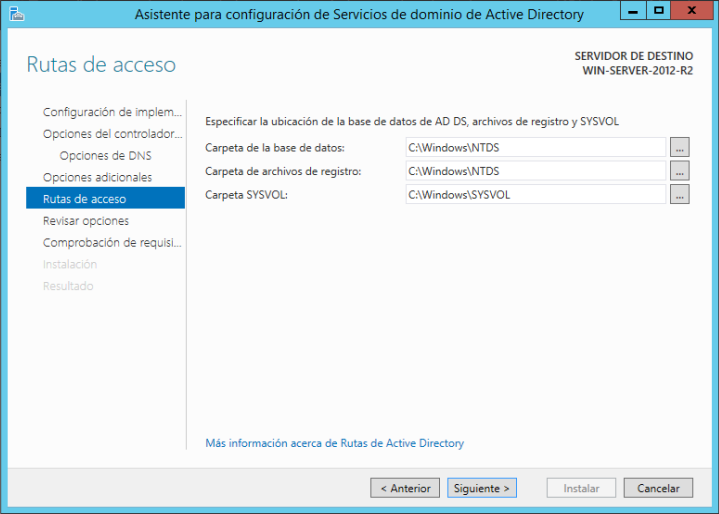 Asistente para configuración de Servicios de dominio de Active Directory
Rutas de acceso
SERVIDOR DE DESTINO
WIN-SERVER-2012-R2
Configuración de implem...
Opciones del controlador...
Opciones de DNS
Opciones adicionales
Rutas de acceso
Revisar opciones
Comprobación de requisi...
Instalación
Resultado
Especificar la ubicación de la base de datos de AD DS, archivos de registro y SYSVOL
Carpeta de la base de datos: C:\Windows\NTDS ...
Carpeta de archivos de registro: C:\Windows\NTDS ...
Carpeta SYSVOL: C:\Windows\SYSVOL ...
Más información acerca de Rutas de Active Directory
< Anterior Siguiente > Instalar Cancelar